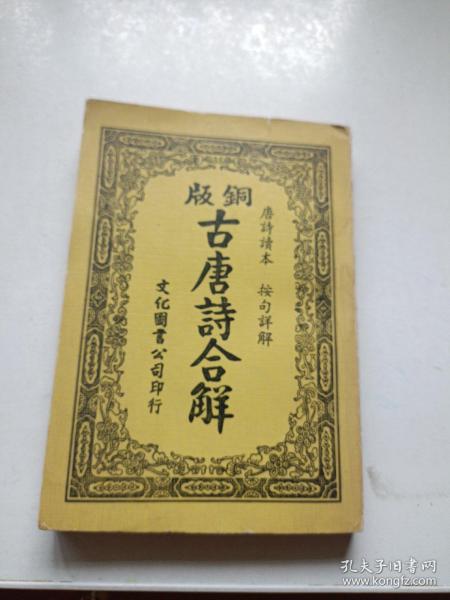 銅版
唐詩讀本 按句詳解
古唐詩合解
文化圖書公司印行
孔夫子旧书网
www.kongfz.com